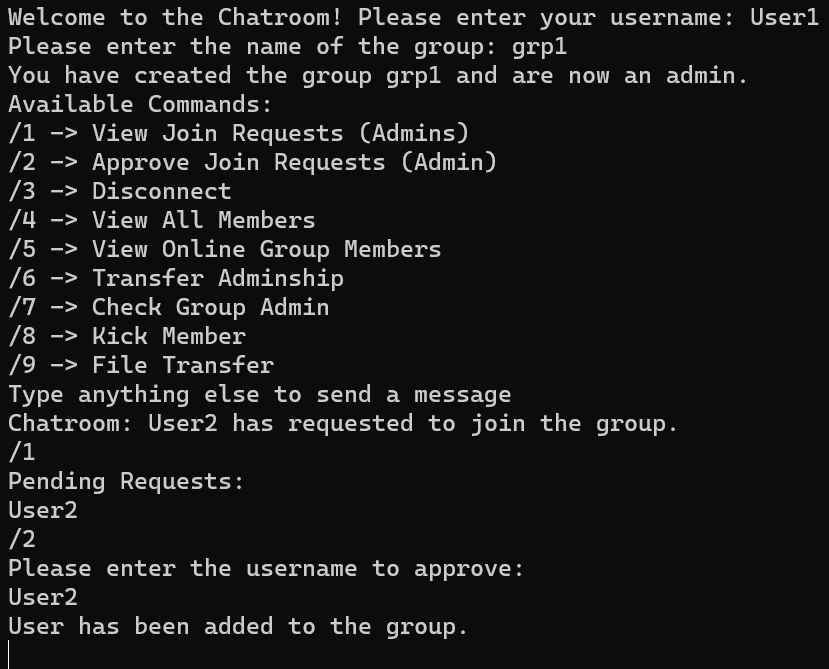 Welcome to the Chatroom! Please enter your username: User1
Please enter the name of the group: grp1
You have created the group grp1 and are now an admin.
Available Commands:
/1 -> View Join Requests (Admins)
/2 -> Approve Join Requests (Admin)
/3 -> Disconnect
/4 -> View All Members
/5 -> View Online Group Members
/6 -> Transfer Adminship
/7 -> Check Group Admin
/8 -> Kick Member
/9 -> File Transfer
Type anything else to send a message
Chatroom: User2 has requested to join the group.
/1
Pending Requests:
User2
/2
Please enter the username to approve:
User2
User has been added to the group.